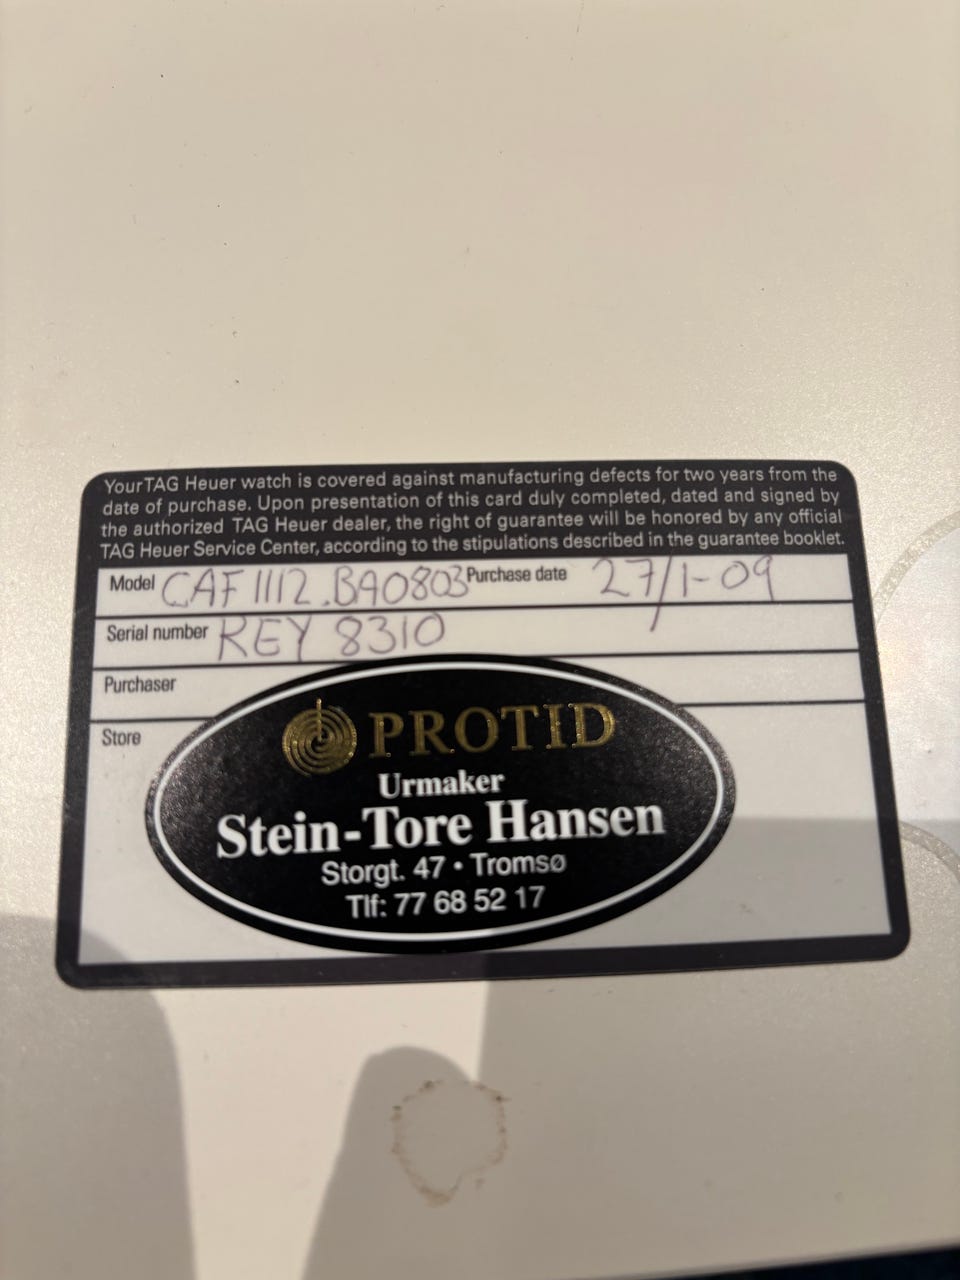 Your TAG Heuer watch is covered against manufacturing defects for two years from the
date of purchase. Upon presentation of this card duly completed, dated and signed by
the authorized TAG Heuer dealer, the right of guarantee will be honored by any official
TAG Heuer Service Center, according to the stipulations described in the guarantee booklet.
Model CAF1112.BA0803 Purchase date 27/1-09
Serial number REY 8310
Purchaser
Store
PROTID
Urmaker
Stein-Tore Hansen
Storgt. 47 • Tromsø
Tlf: 77 68 52 17